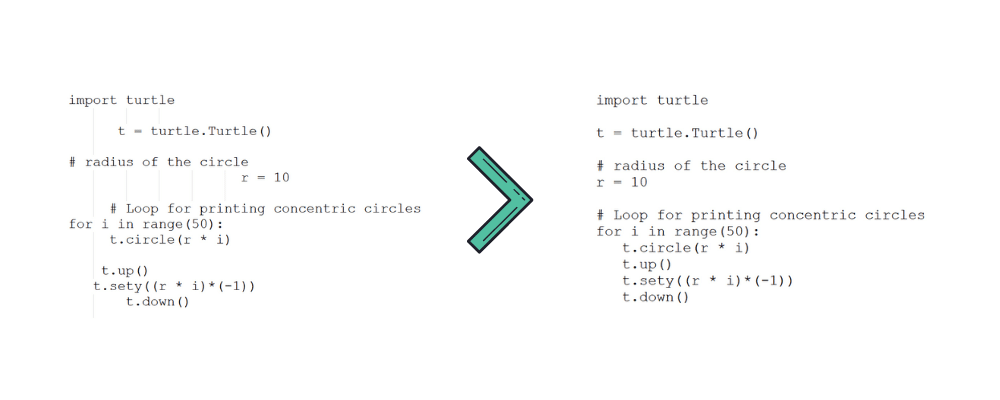 import turtle
t = turtle.Turtle()
# radius of the circle
r = 10
# Loop for printing concentric circles
for i in range(50):
t.circle(r * i)
t.up()
t.sety((r * i)*(-1))
t.down()
import turtle
t = turtle.Turtle()
# radius of the circle
r = 10
# Loop for printing concentric circles
for i in range(50):
t.circle(r * i)
t.up()
t.sety((r * i)*(-1))
t.down()